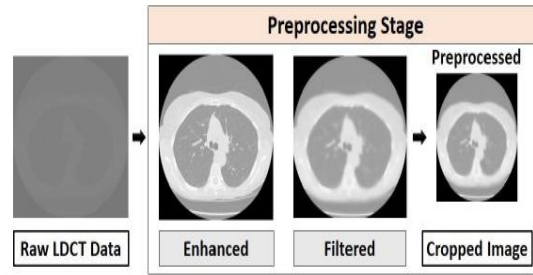 Preprocessing Stage
Preprocessed
Raw LDCT Data
Enhanced
Filtered
Cropped Image